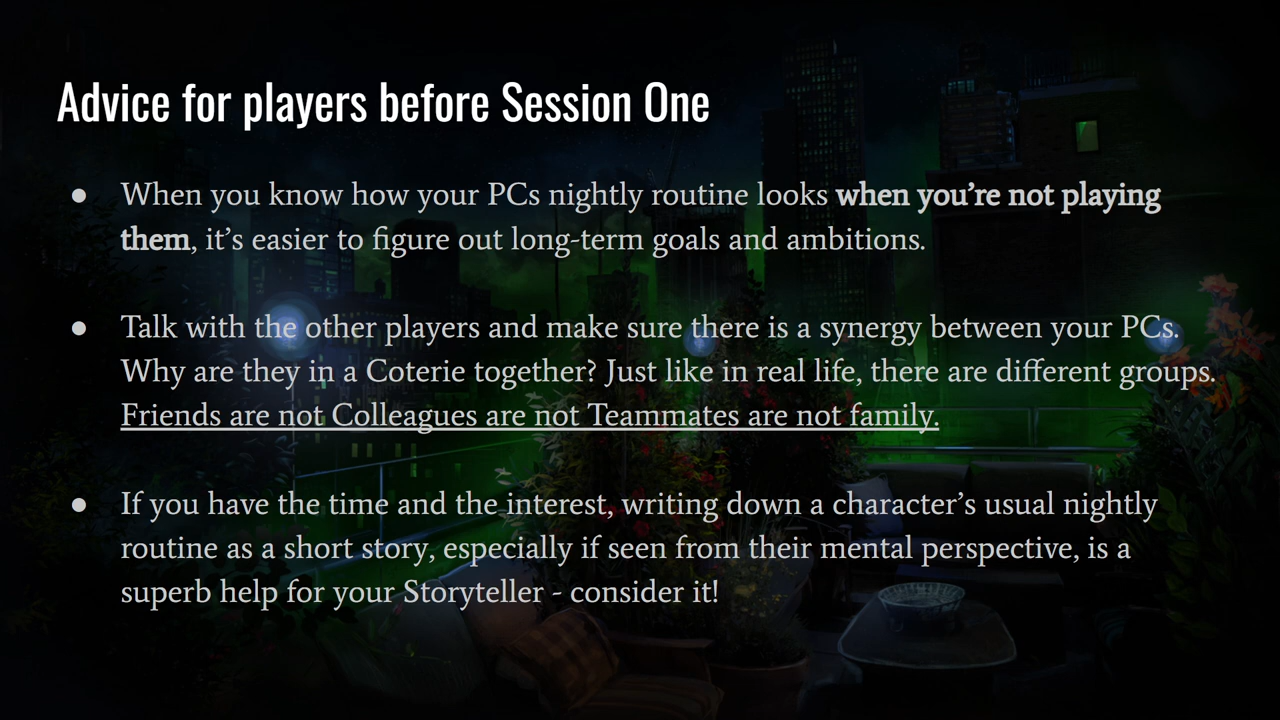 Advice for players before Session One
● When you know how your PCs nightly routine looks when you’re not playing
them, it’s easier to figure out long-term goals and ambitions.
● Talk with the other players and make sure there is a synergy between your PCs.
Why are they in a Coterie together? Just like in real life, there are different groups.
Friends are not Colleagues are not Teammates are not family.
● If you have the time and the interest, writing down a character’s usual nightly
routine as a short story, especially if seen from their mental perspective, is a
superb help for your Storyteller - consider it!